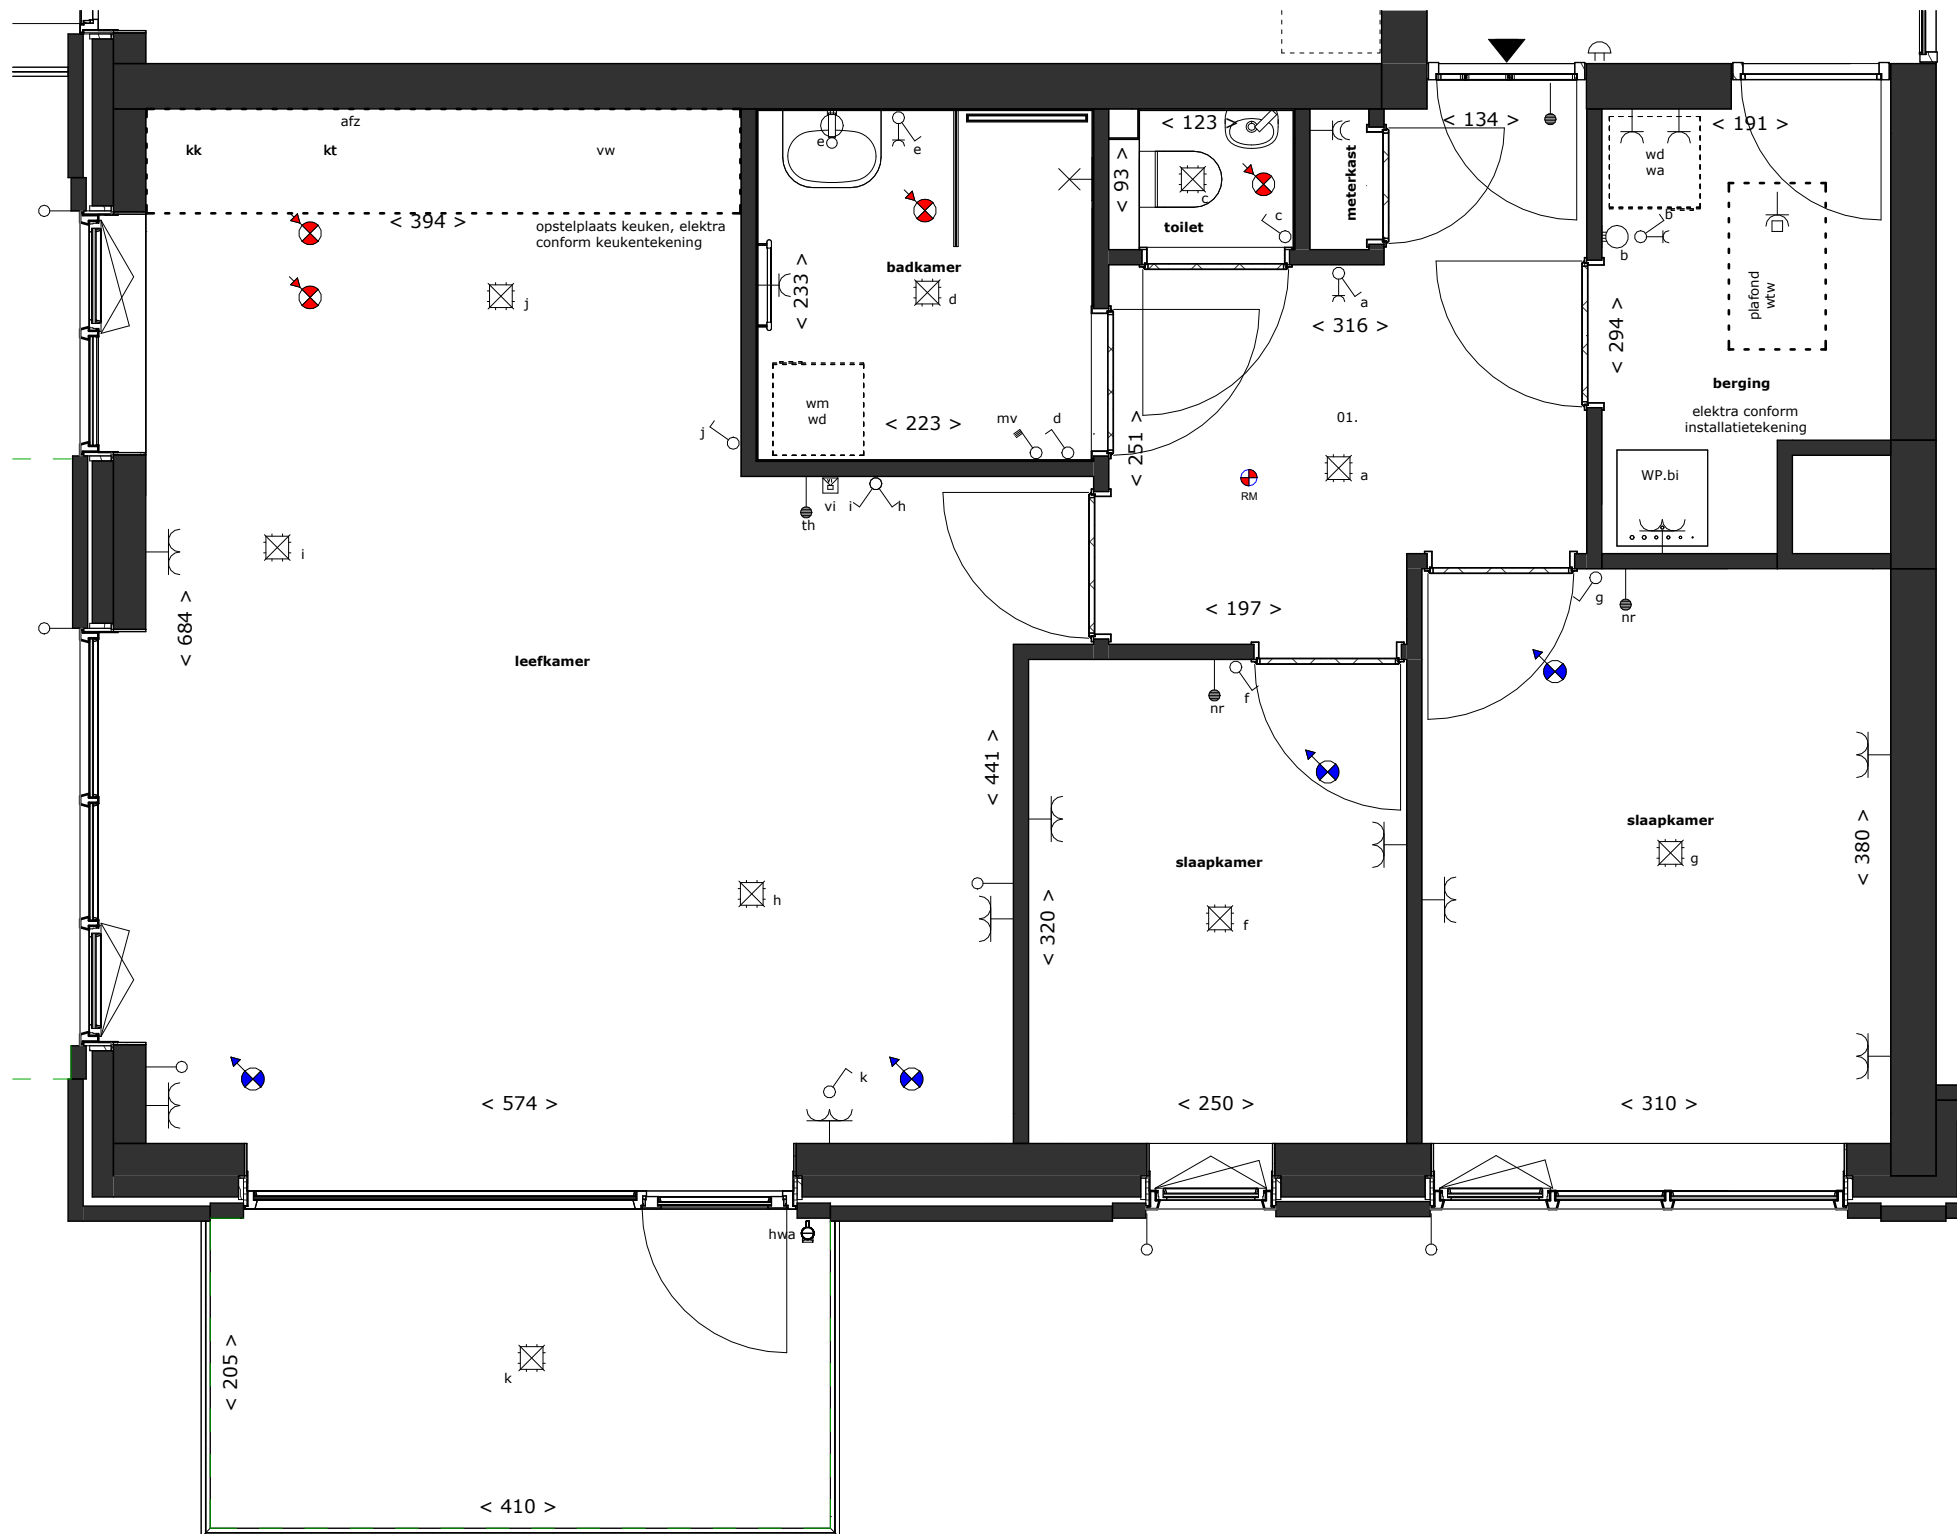 afz
kk
kt
vw
< 394 >
opstelplaats keuken, elektra
conform keukentekening
j
j
e
e
badkamer
d
< 233 >
wm
wd
< 223 >
mv
d
< 123 >
< 93 >
c
c
toilet
meterkast
< 134 >
< 191 >
wd
wa
b
b
plafond
wtw
a
< 316 >
< 294 >
berging
elektra conform
installatietekening
01.
< 251 >
RM
a
WP.bi
th
vi
i
h
i
< 684 >
leefkamer
< 197 >
g
nr
nr
f
< 441 >
slaapkamer
f
< 320 >
slaapkamer
g
< 380 >
h
k
< 574 >
< 250 >
< 310 >
hwa
< 205 >
k
< 410 >